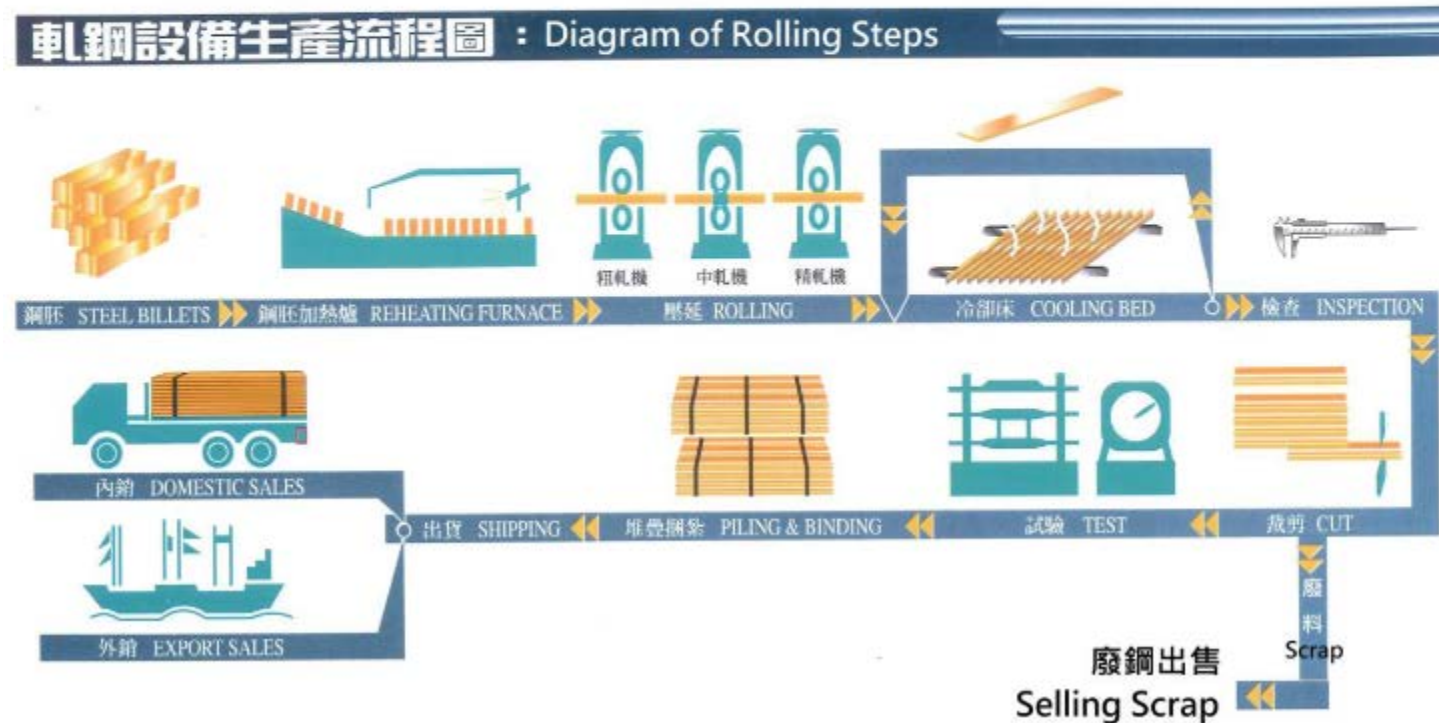 軋鋼設備生產流程圖 : Diagram of Rolling Steps
粗軋機 中軋機 精軋機
鋼胚 STEEL BILLETS 鋼胚加熱爐 REHEATING FURNACE 壓延 ROLLING 冷卻床 COOLING BED 檢查 INSPECTION
內銷 DOMESTIC SALES
出貨 SHIPPING 堆疊捆紮 PILING & BINDING 試驗 TEST 裁剪 CUT
外銷 EXPORT SALES
廢料
Scrap
廢鋼出售
Selling Scrap